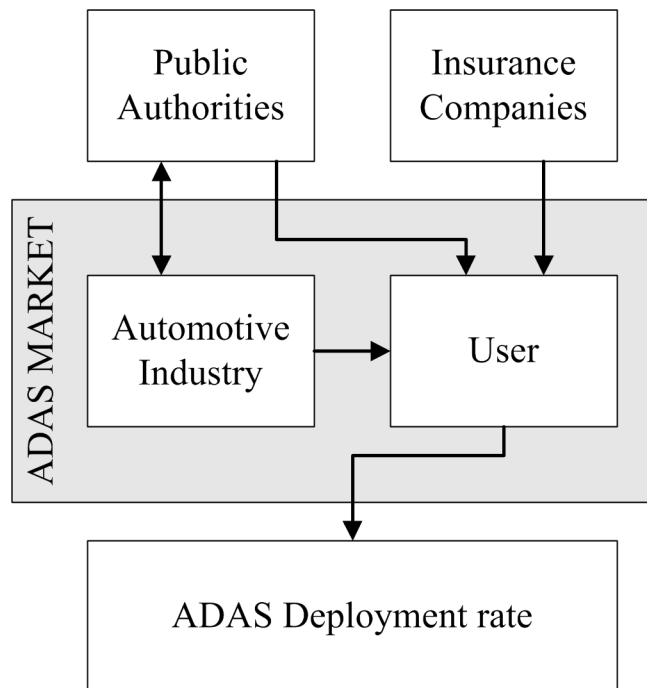 Public
Authorities
Insurance
Companies
ADAS MARKET
Automotive
Industry
User
ADAS Deployment rate